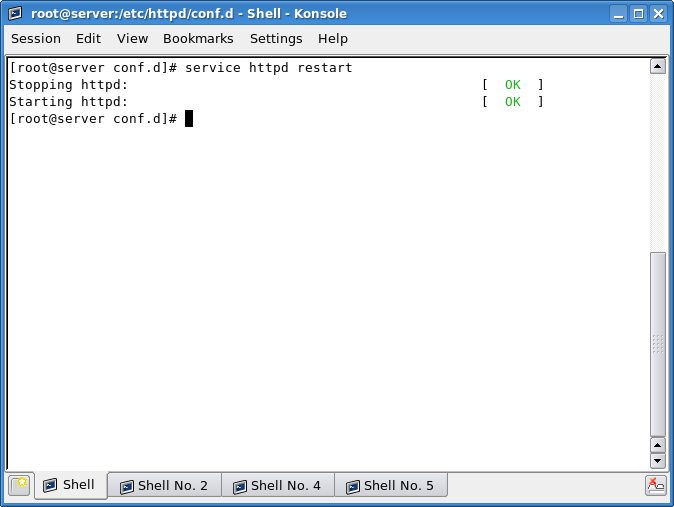 root@server:/etc/httpd/conf.d - Shell - Konsole
Session Edit View Bookmarks Settings Help
[root@server conf.d]# service httpd restart
Stopping httpd: [ OK ]
Starting httpd: [ OK ]
[root@server conf.d]#
Shell Shell No. 2 Shell No. 4 Shell No. 5